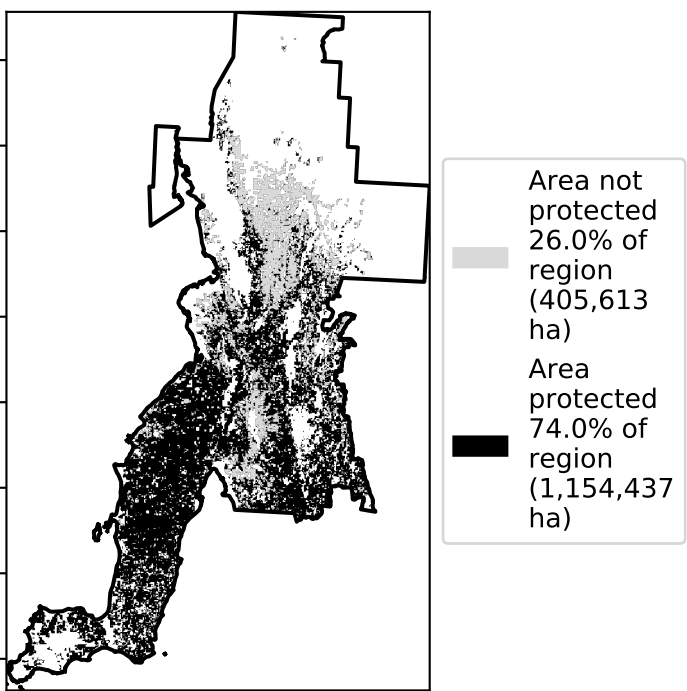 Area not
protected
26.0% of
region
(405,613
ha)
Area
protected
74.0% of
region
(1,154,437
ha)